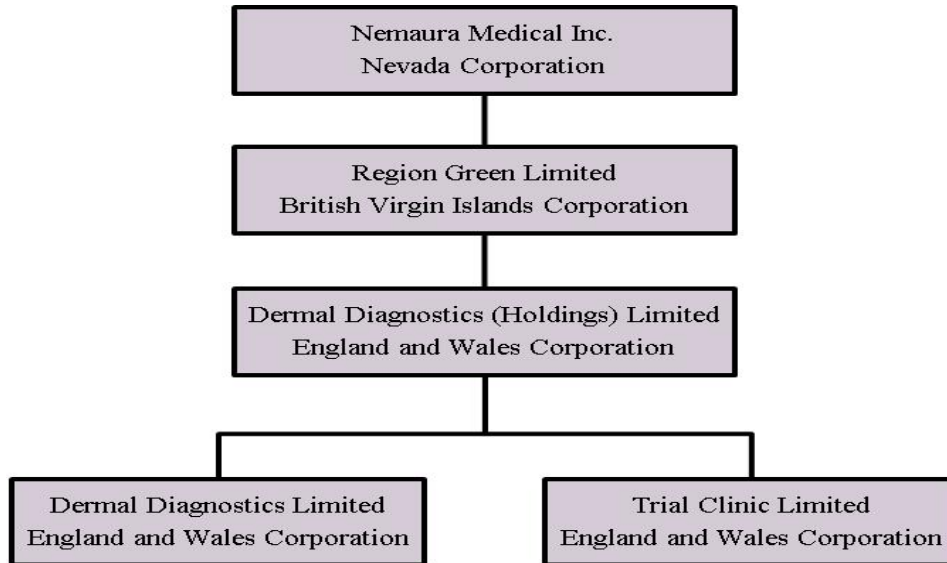 Nemaura Medical Inc.
Nevada Corporation
Region Green Limited
British Virgin Islands Corporation
Dermal Diagnostics (Holdings) Limited
England and Wales Corporation
Dermal Diagnostics Limited
England and Wales Corporation
Trial Clinic Limited
England and Wales Corporation